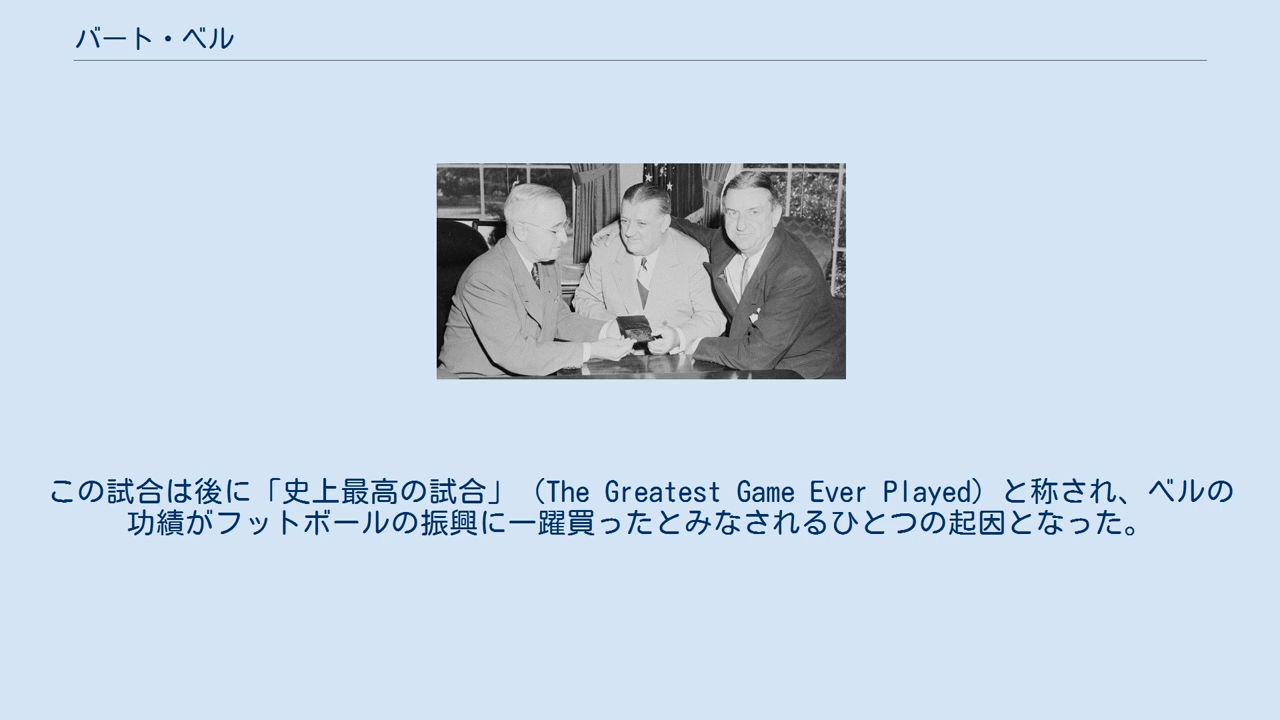 バート・ベル
この試合は後に「史上最高の試合」（The Greatest Game Ever Played）と称され、ベルの
功績がフットボールの振興に一躍買ったとみなされるひとつの起因となった。